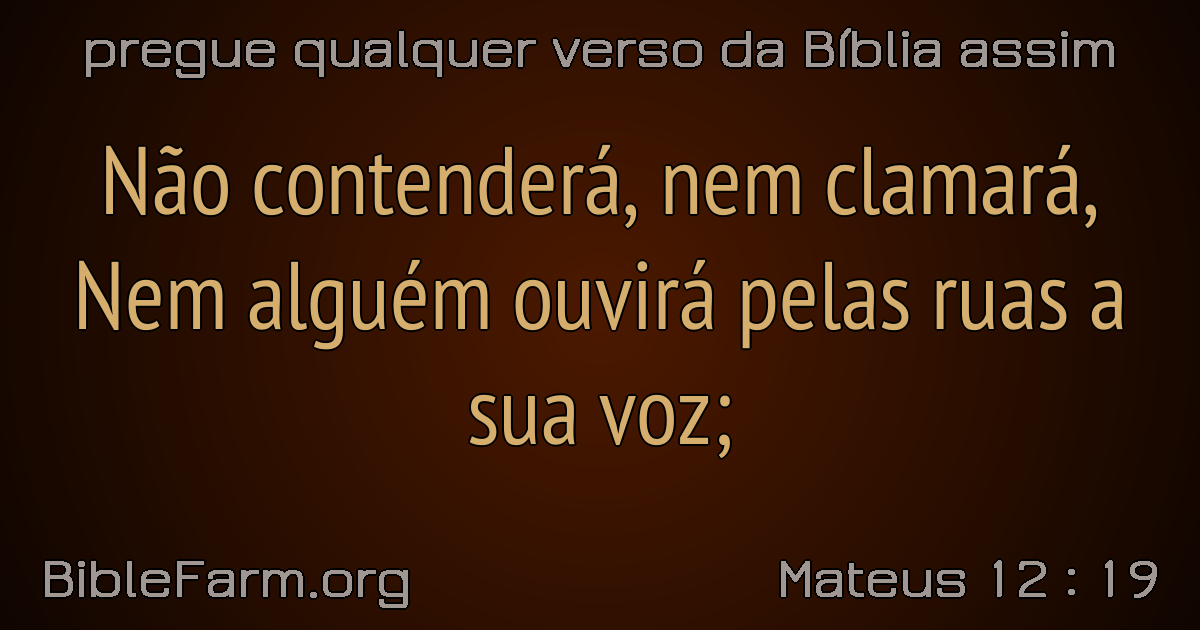 pregue qualquer verso da Bíblia assim
Não contenderá, nem clamará,
Nem alguém ouvirá pelas ruas a
sua voz;
BibleFarm.org
Mateus 12 : 19